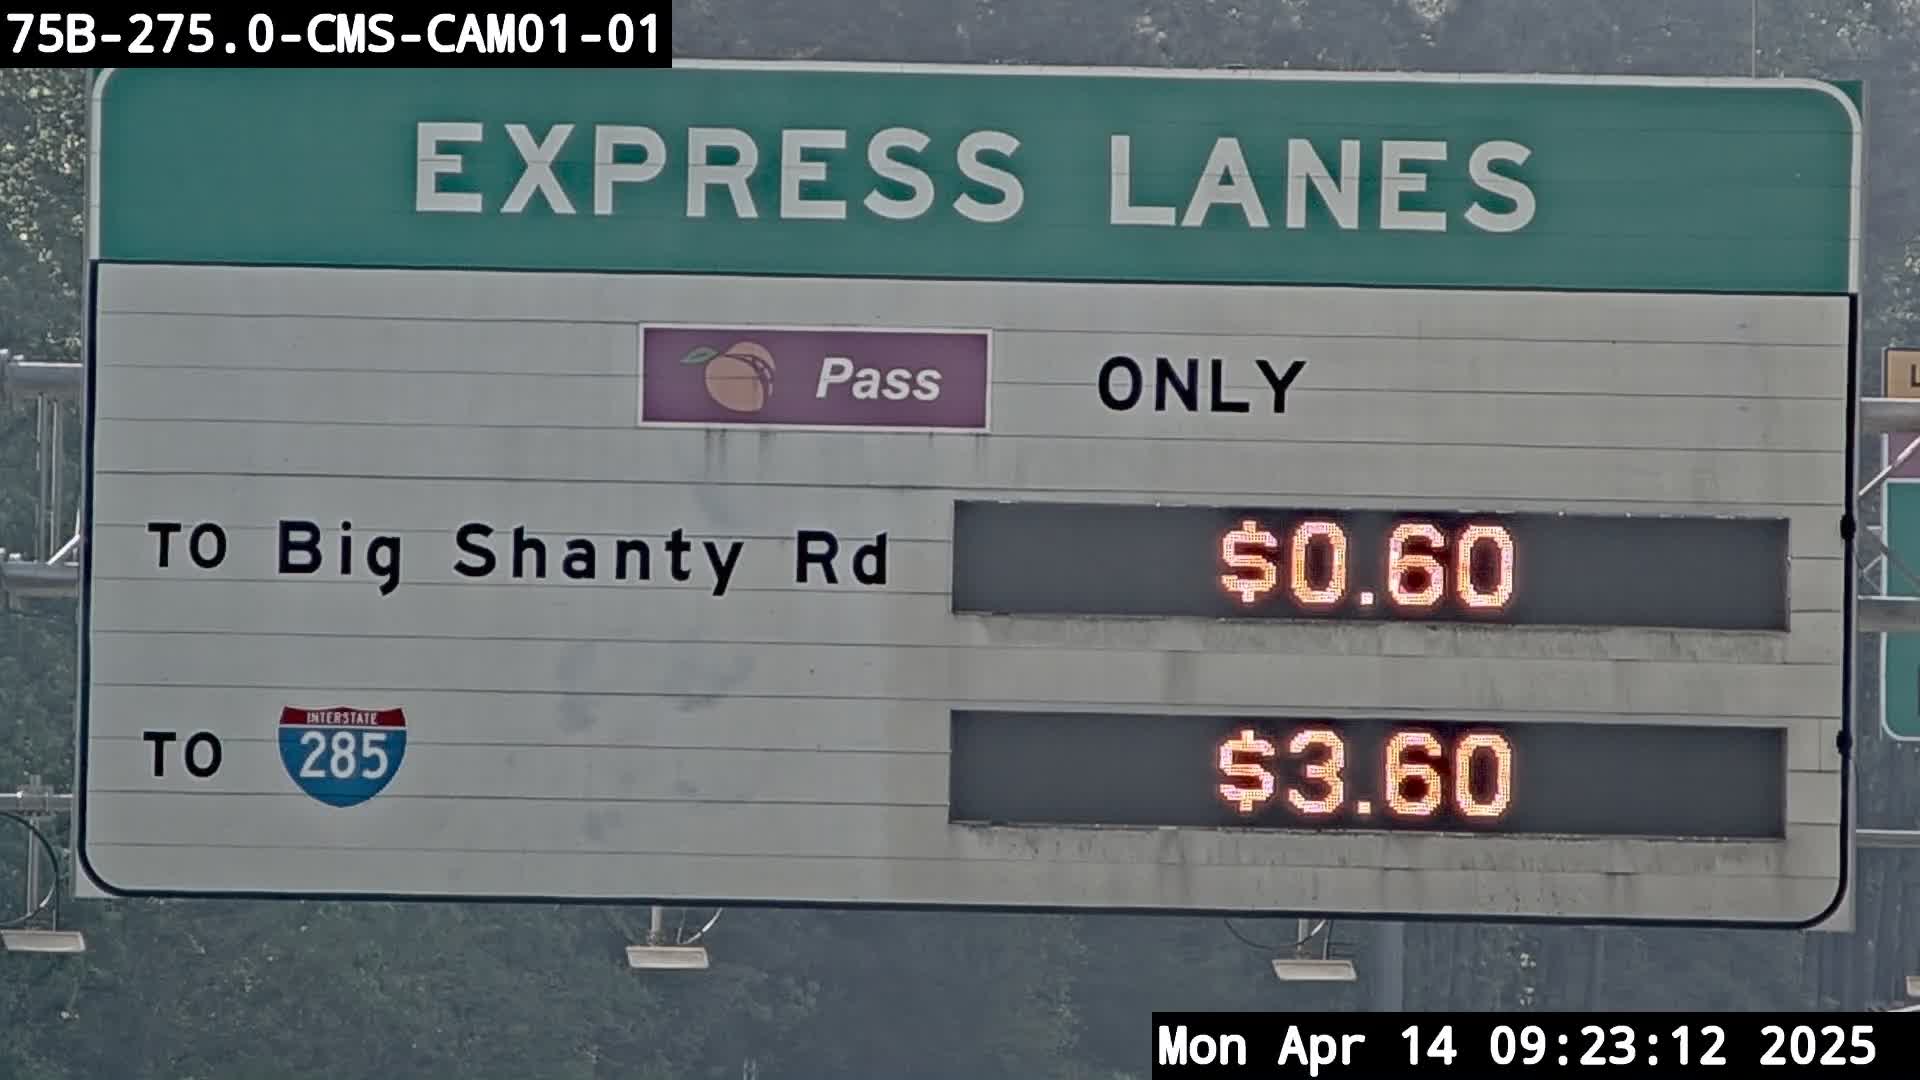 75B-275.0-CMS-CAM01-01
EXPRESS LANES
Pass ONLY
TO Big Shanty Rd $0.60
INTERSTATE
TO 285 $3.60
Mon Apr 14 09:23:12 2025